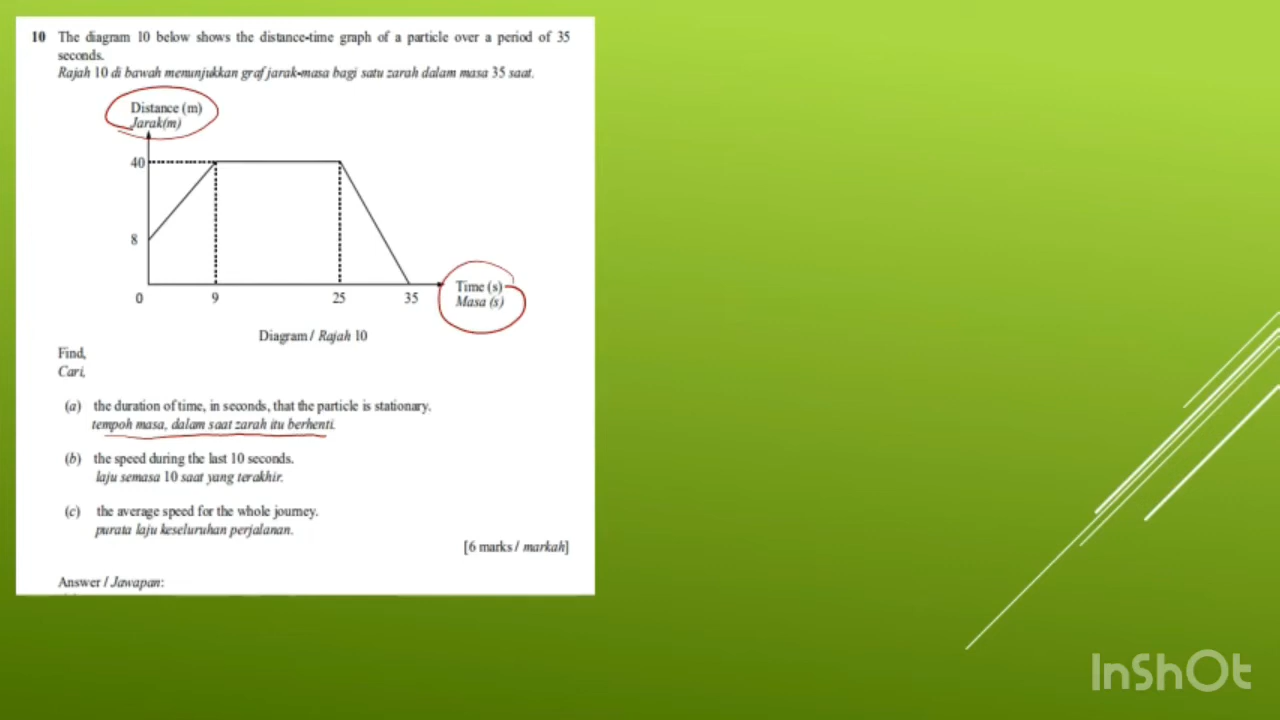 10 The diagram 10 below shows the distance-time graph of a particle over a period of 35
seconds.
Rajah 10 di bawah menunjukkan graf jarak-masa bagi satu zarah dalam masa 35 saat.
Distance (m)
Jarak(m)
40
8
0 9 25 35
Time (s)
Masa (s)
Diagram / Rajah 10
Find,
Cari,
(a) the duration of time, in seconds, that the particle is stationary.
tempoh masa, dalam saat zarah itu berhenti.
(b) the speed during the last 10 seconds.
laju semasa 10 saat yang terakhir.
(c) the average speed for the whole journey.
purata laju keseluruhan perjalanan.
[6 marks / markah]
Answer / Jawapan:
InShOt